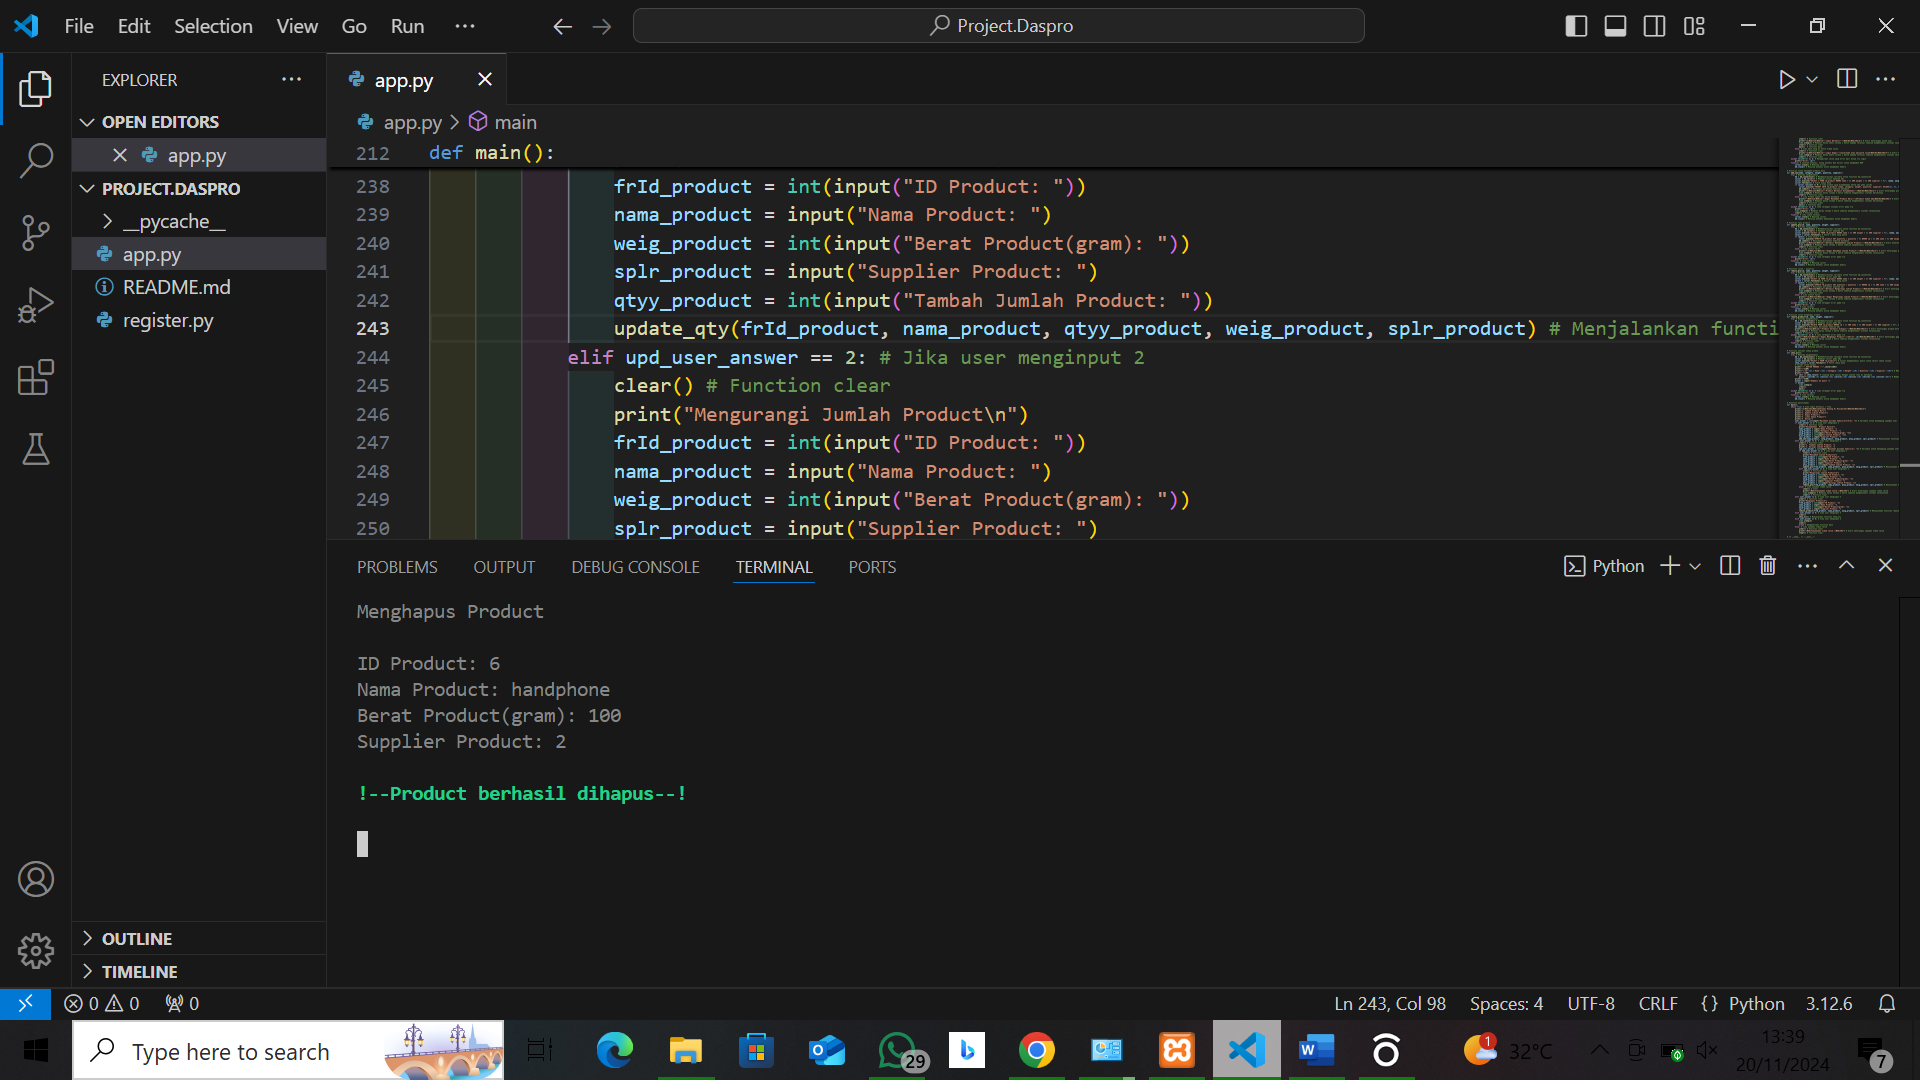 File Edit Selection View Go Run ··· Project.Daspro
EXPLORER ···
OPEN EDITORS
app.py
PROJECT.DASPRO
__pycache__
app.py
README.md
register.py
OUTLINE
TIMELINE
app.py
app.py > main
212 def main():
238 frId_product = int(input("ID Product: "))
239 nama_product = input("Nama Product: ")
240 weig_product = int(input("Berat Product(gram): "))
241 splr_product = input("Supplier Product: ")
242 qtyy_product = int(input("Tambah Jumlah Product: "))
243 update_qty(frId_product, nama_product, qtyy_product, weig_product, splr_product) # Menjalankan functi
244 elif upd_user_answer == 2: # Jika user menginput 2
245 clear() # Function clear
246 print("Mengurangi Jumlah Product\n")
247 frId_product = int(input("ID Product: "))
248 nama_product = input("Nama Product: ")
249 weig_product = int(input("Berat Product(gram): "))
250 splr_product = input("Supplier Product: ")
PROBLEMS OUTPUT DEBUG CONSOLE TERMINAL PORTS Python
Menghapus Product
ID Product: 6
Nama Product: handphone
Berat Product(gram): 100
Supplier Product: 2
!--Product berhasil dihapus--!
0 0 0 Ln 243, Col 98 Spaces: 4 UTF-8 CRLF {} Python 3.12.6
Type here to search 29 1 32°C 13:39
20/11/2024 7